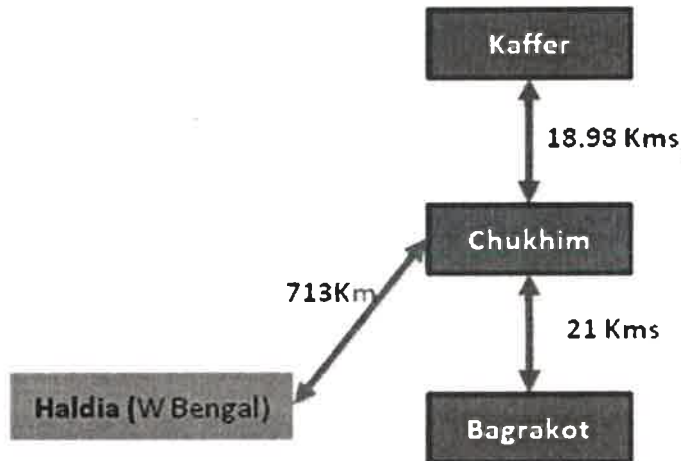 Kaffer
18.98 Kms
Chukhim
713Km
21 Kms
Haldia (W Bengal)
Bagrakot